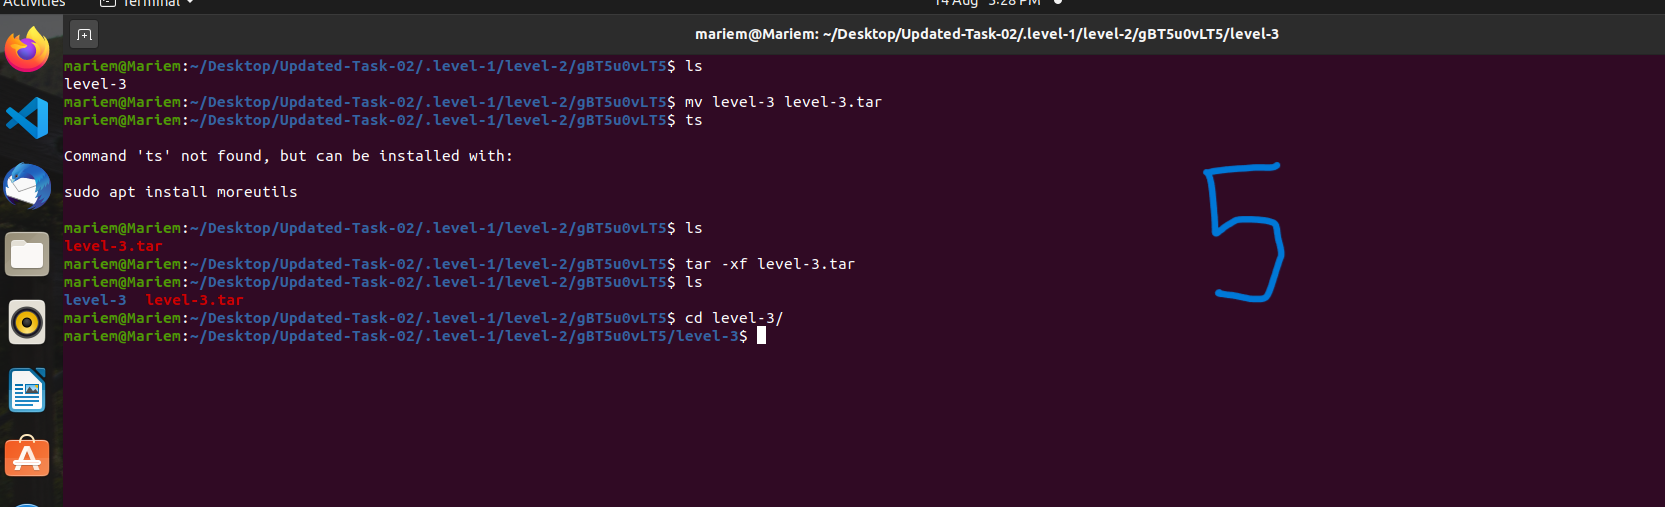 Activities Terminal 14 Aug 3:28 PM
mariem@Mariem: ~/Desktop/Updated-Task-02/.level-1/level-2/gBT5u0vLT5/level-3
mariem@Mariem:~/Desktop/Updated-Task-02/.level-1/level-2/gBT5u0vLT5$ ls
level-3
mariem@Mariem:~/Desktop/Updated-Task-02/.level-1/level-2/gBT5u0vLT5$ mv level-3 level-3.tar
mariem@Mariem:~/Desktop/Updated-Task-02/.level-1/level-2/gBT5u0vLT5$ ts
Command 'ts' not found, but can be installed with:
sudo apt install moreutils
mariem@Mariem:~/Desktop/Updated-Task-02/.level-1/level-2/gBT5u0vLT5$ ls
level-3.tar
mariem@Mariem:~/Desktop/Updated-Task-02/.level-1/level-2/gBT5u0vLT5$ tar -xf level-3.tar
mariem@Mariem:~/Desktop/Updated-Task-02/.level-1/level-2/gBT5u0vLT5$ ls
level-3 level-3.tar
mariem@Mariem:~/Desktop/Updated-Task-02/.level-1/level-2/gBT5u0vLT5$ cd level-3/
mariem@Mariem:~/Desktop/Updated-Task-02/.level-1/level-2/gBT5u0vLT5/level-3$
5